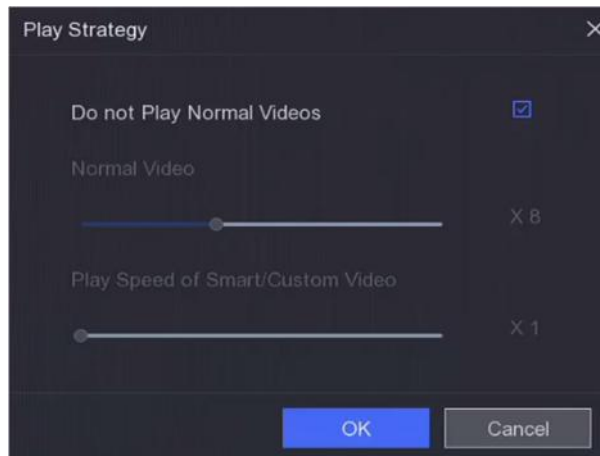 Play Strategy
Do not Play Normal Videos
Normal Video
X 8
Play Speed of Smart/Custom Video
X 1
OK
Cancel